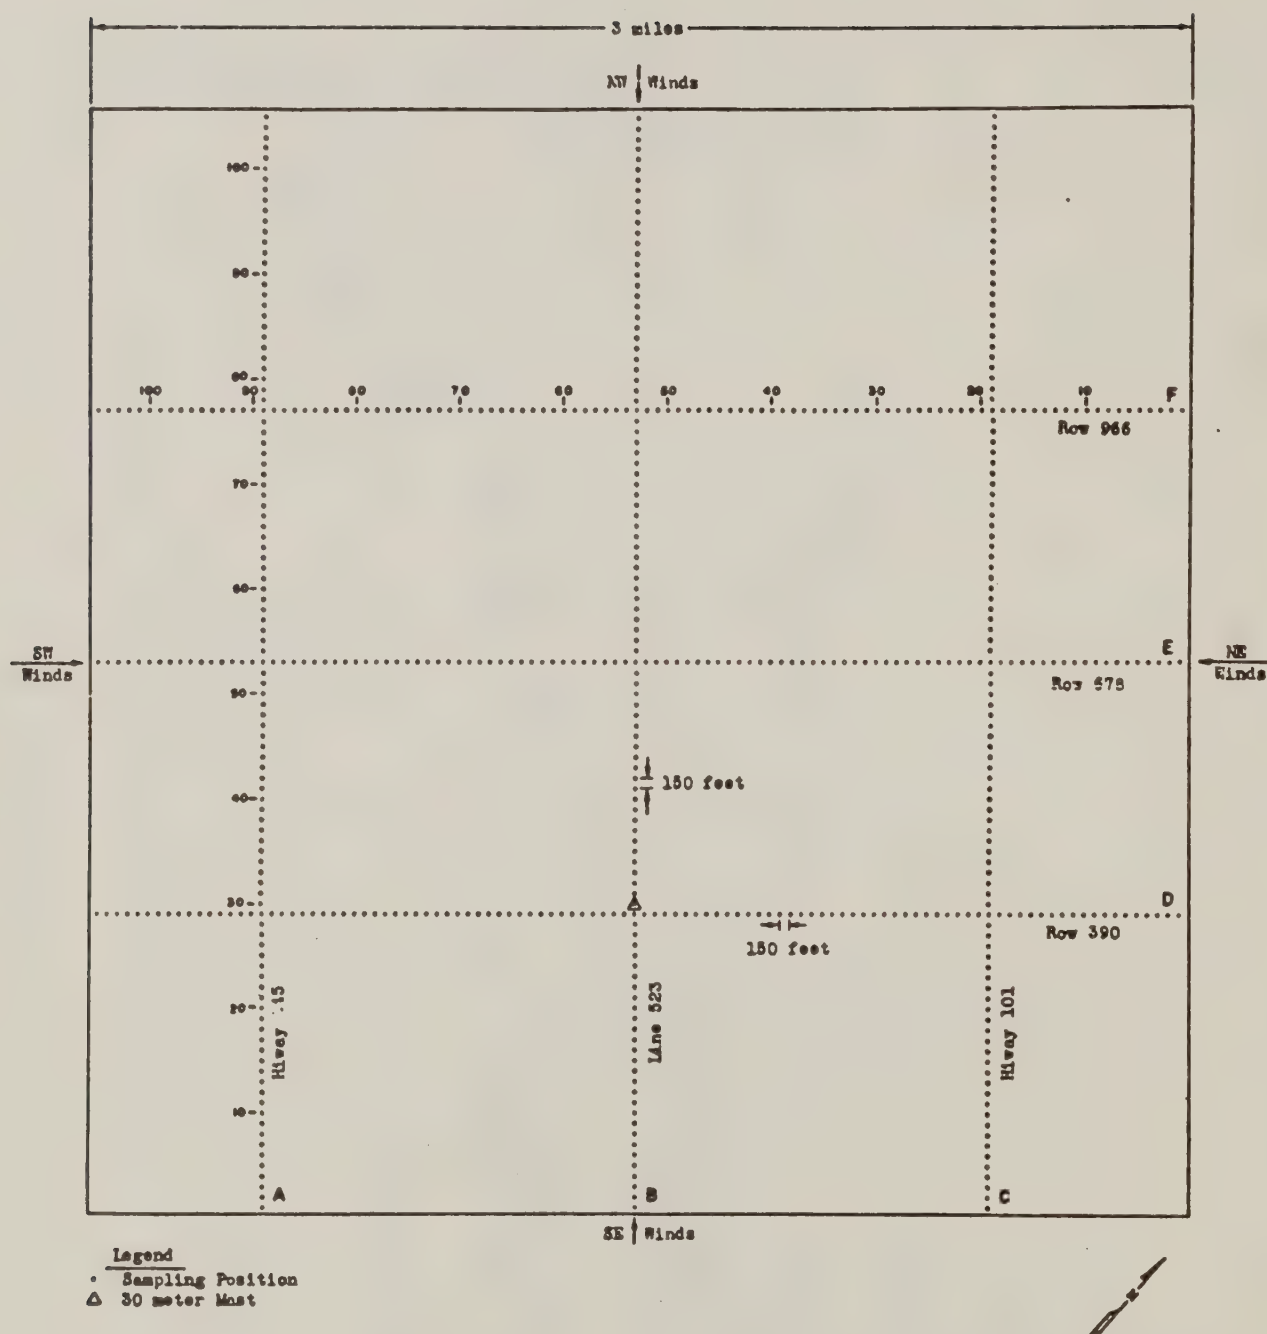 3 miles
NW Winds
100
90
80
100 90 80 70 60 50 40 30 20 10 F
Row 966
70
60
SW
Winds
E
NE
Winds
Row 678
50
150 feet
40
30
D
150 feet
Row 390
20
Hiway
Line 523
Hiway 101
10
A
B
C
SE Winds
Legend
Sampling Position
30 meter Mast
N